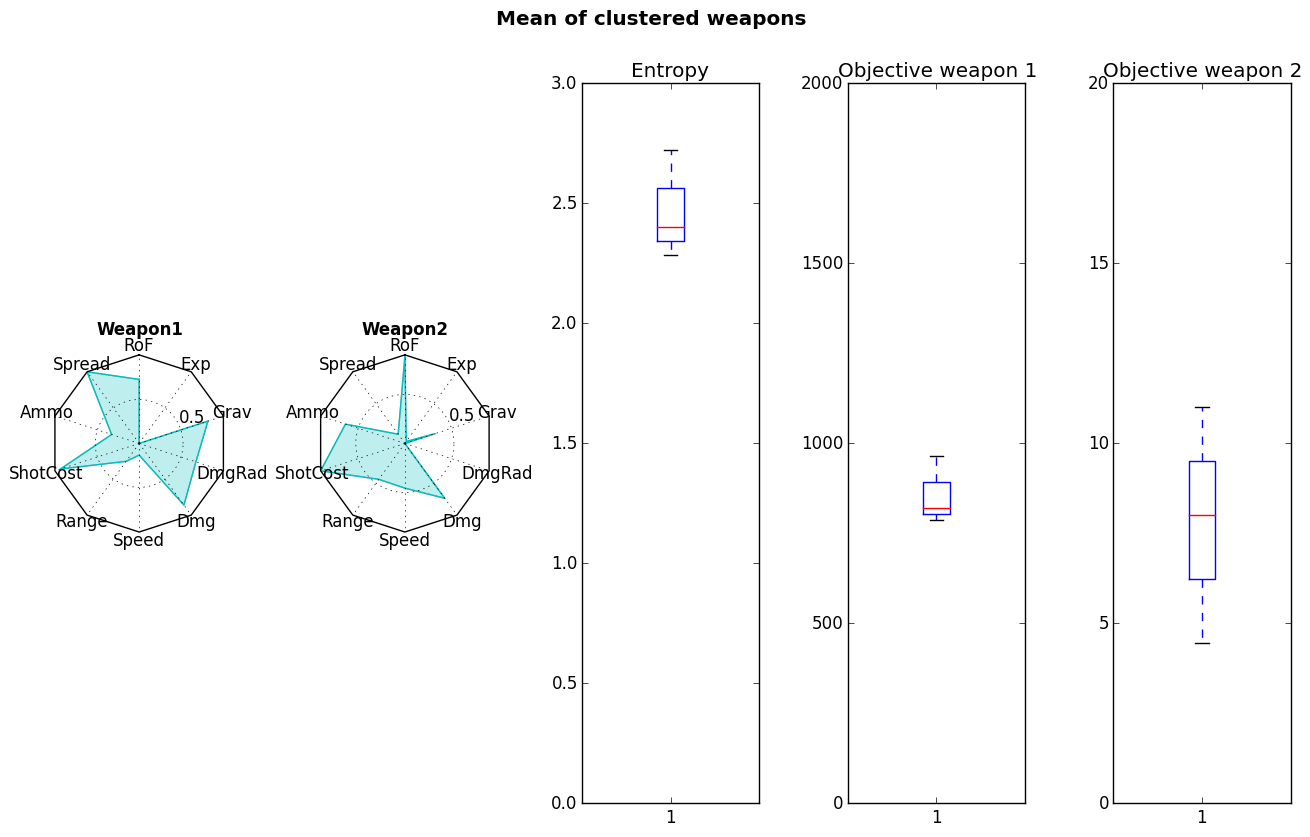 Mean of clustered weapons
Weapon1
RoF
Exp
Grav
DmgRad
Dmg
Speed
Range
ShotCost
Ammo
Spread
0.5
Weapon2
RoF
Exp
Grav
DmgRad
Dmg
Speed
Range
ShotCost
Ammo
Spread
0.5
Entropy
3.0
2.5
2.0
1.5
1.0
0.5
0.0
1
Objective weapon 1
2000
1500
1000
500
0
1
Objective weapon 2
20
15
10
5
0
1